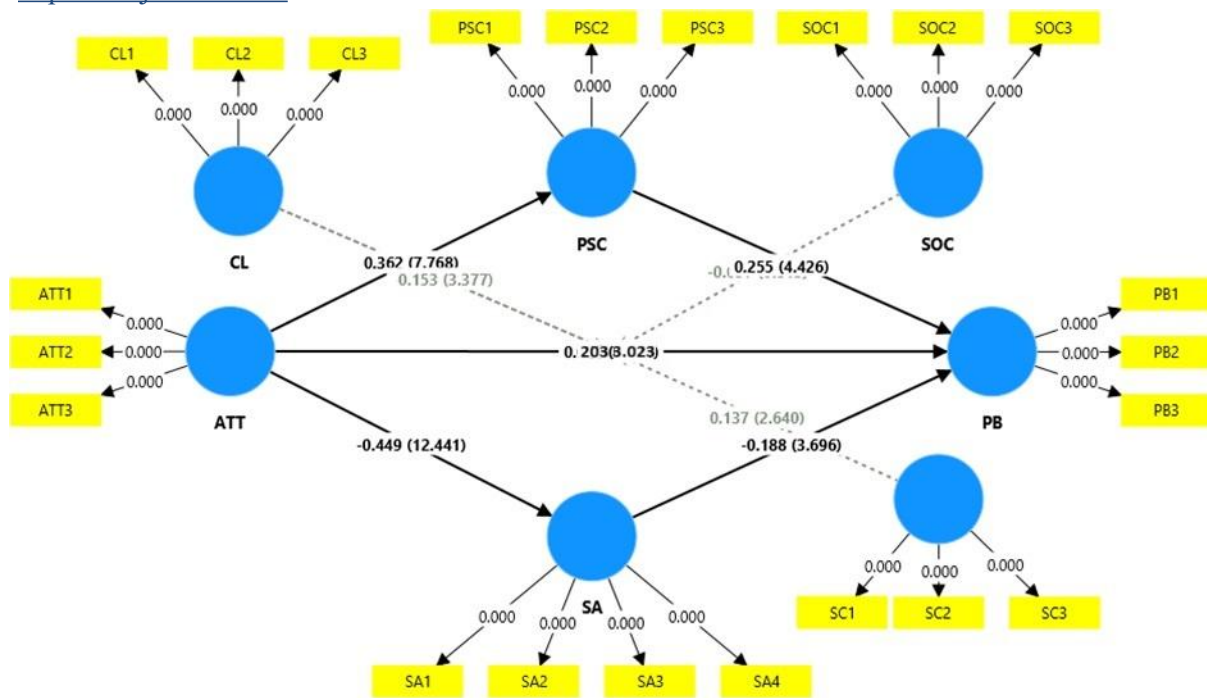 PSC1 PSC2 PSC3 SOC1 SOC2 SOC3
CL1 CL2 CL3
0.000 0.000 0.000
0.000 0.000 0.000
0.000 0.000 0.000
PSC
SOC
CL
0.362 (7.768)
0.153 (3.377)
0.255 (4.426)
ATT1
ATT2
ATT3
0.000
0.000
0.000
ATT
(3.023)
PB1
PB2
PB3
0.000
0.000
0.000
PB
0.137 (2.640)
-0.449 (12.441)
-0.188 (3.696)
SA
0.000 0.000 0.000 0.000
SA1 SA2 SA3 SA4
0.000 0.000 0.000
SC1 SC2 SC3